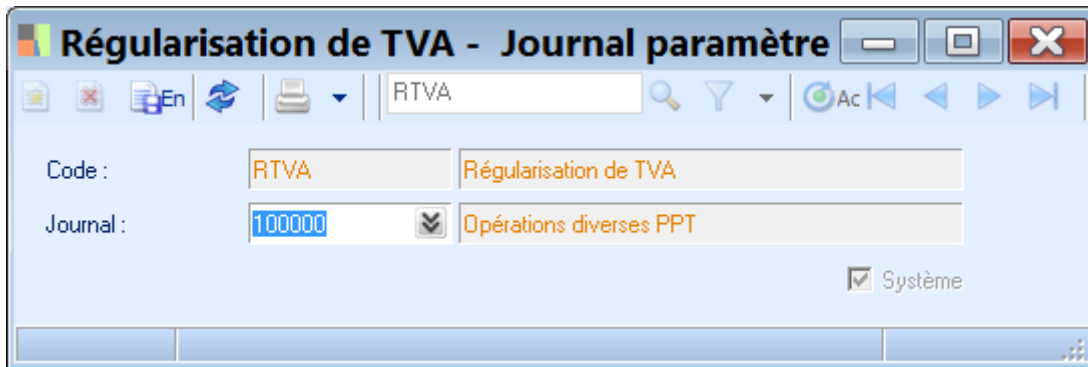 Régularisation de TVA - Journal paramètre
En RTVA Ac
Code : RTVA Régularisation de TVA
Journal : 100000 Opérations diverses PPT
Système